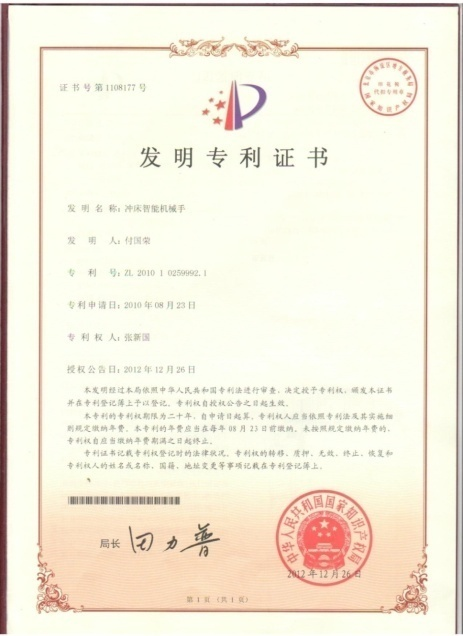 证书号第1108177号
发明专利证书
发明名称：冲床智能机械手
发明人：付国荣
专利号：ZL 2010 1 0259992.1
专利申请日：2010年08月23日
专利权人：张新国
授权公告日：2012年12月26日
本发明经过本局依照中华人民共和国专利法进行审查，决定授予专利权，颁发本证书
并在专利登记簿上予以登记。专利权自授权公告之日起生效。
本专利的专利权期限为二十年，自申请日起算。专利权人应当依照专利法及其实施细
则规定缴纳年费。本专利的年费应当在每年08月23日前缴纳。未按照规定缴纳年费的，
专利权自应当缴纳年费期满之日起终止。
专利证书记载专利权登记时的法律状况。专利权的转移、质押、无效、终止、恢复和
专利权人的姓名或名称、国籍、地址变更等事项记载在专利登记簿上。
局长 田力普
中华人民共和国国家知识产权局
2012年12月26日
第1页（共1页）